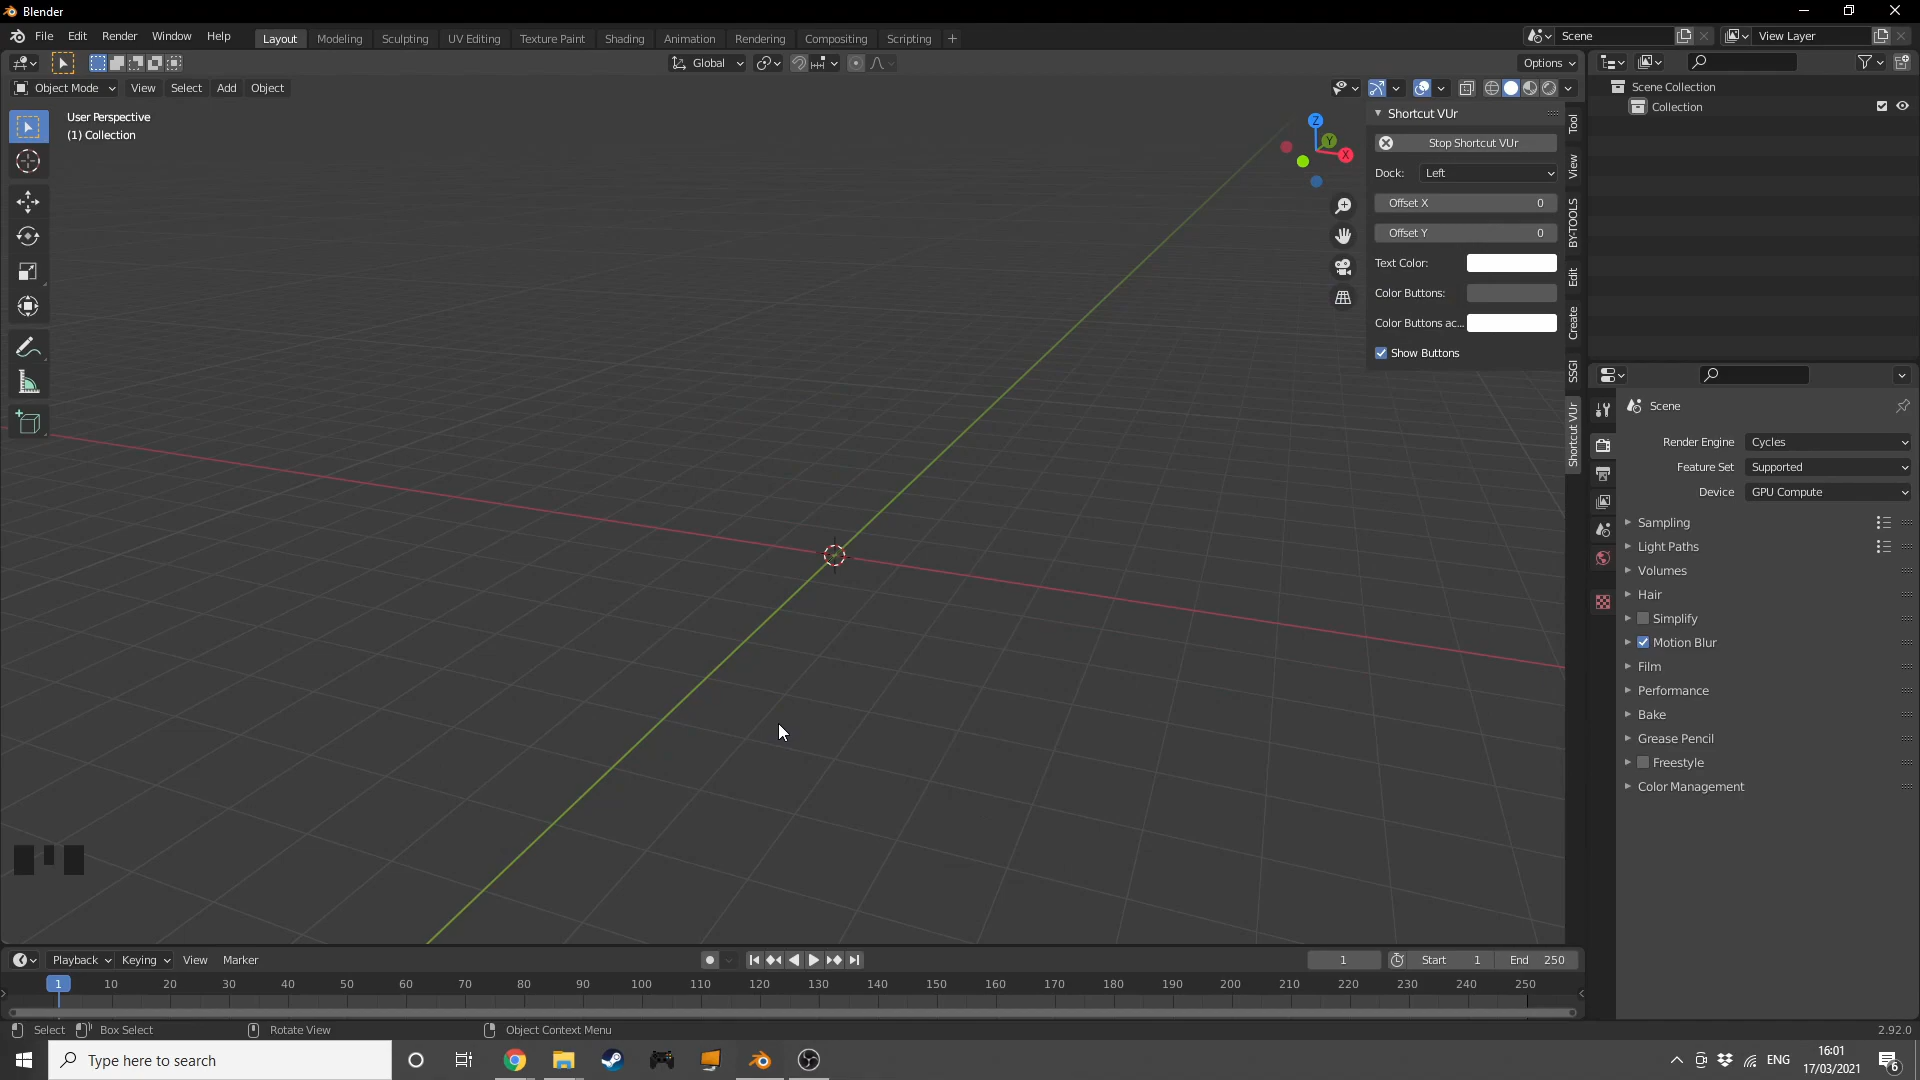 Blender
File Edit Render Window Help
Layout Modeling Sculpting UV Editing Texture Paint Shading Animation Rendering Compositing Scripting +
Scene
View Layer
Global
Options
Object Mode View Select Add Object
User Perspective
(1) Collection
Z
Y
X
Shortcut VUr
Stop Shortcut VUr
Dock: Left
Offset X 0
Offset Y 0
Text Color:
Color Buttons:
Color Buttons ac...
Show Buttons
Tool
View
BY-TOOLS
Edit
Create
SSGI
Shortcut VUr
Scene Collection
Collection
Scene
Render Engine Cycles
Feature Set Supported
Device GPU Compute
Sampling
Light Paths
Volumes
Hair
Simplify
Motion Blur
Film
Performance
Bake
Grease Pencil
Freestyle
Color Management
Playback Keying View Marker
1 Start 1 End 250
1 10 20 30 40 50 60 70 80 90 100 110 120 130 140 150 160 170 180 190 200 210 220 230 240 250
Select Box Select Rotate View Object Context Menu 2.92.0
Type here to search
ENG
16:01
17/03/2021
6